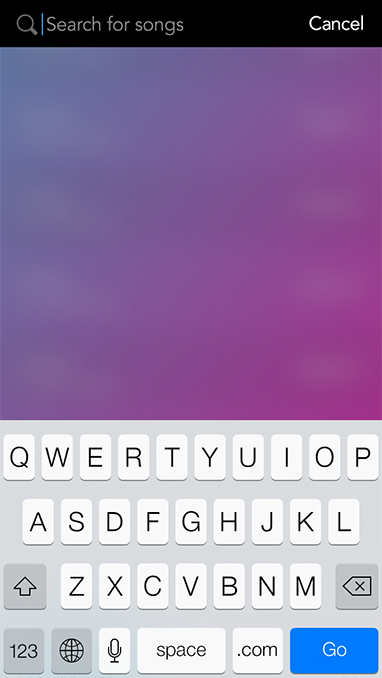 Search for songs Cancel
Q W E R T Y U I O P
A S D F G H J K L
Z X C V B N M
123 space .com Go